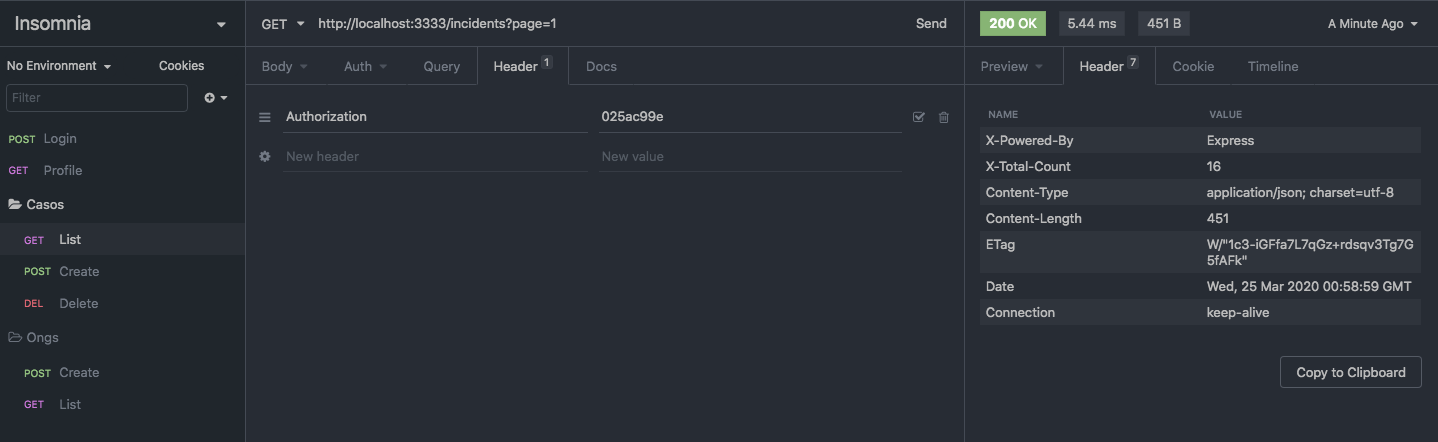 Insomnia
No Environment
Cookies
Filter
POST Login
GET Profile
Casos
GET List
POST Create
DEL Delete
Ongs
POST Create
GET List
GET http://localhost:3333/incidents?page=1 Send
Body Auth Query Header 1 Docs
Authorization 025ac99e
New header New value
200 OK 5.44 ms 451 B A Minute Ago
Preview Header 7 Cookie Timeline
NAME VALUE
X-Powered-By Express
X-Total-Count 16
Content-Type application/json; charset=utf-8
Content-Length 451
ETag W/"1c3-iGFfa7L7qGz+rdsqv3Tg7G
5fAFk"
Date Wed, 25 Mar 2020 00:58:59 GMT
Connection keep-alive
Copy to Clipboard